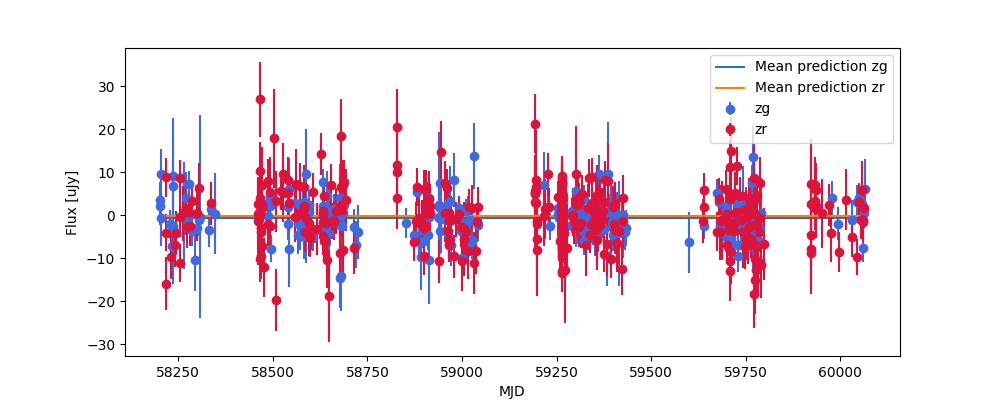 Mean prediction zg
Mean prediction zr
zg
zr
30
20
10
0
−10
−20
−30
Flux [uJy]
58250
58500
58750
59000
59250
59500
59750
60000
MJD